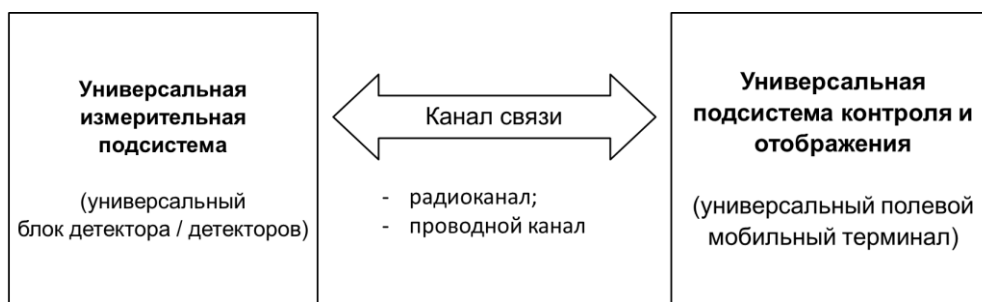 Универсальная
измерительная
подсистема
(универсальный
блок детектора / детекторов)
Канал связи
- радиоканал;
- проводной канал
Универсальная
подсистема контроля и
отображения
(универсальный полевой
мобильный терминал)